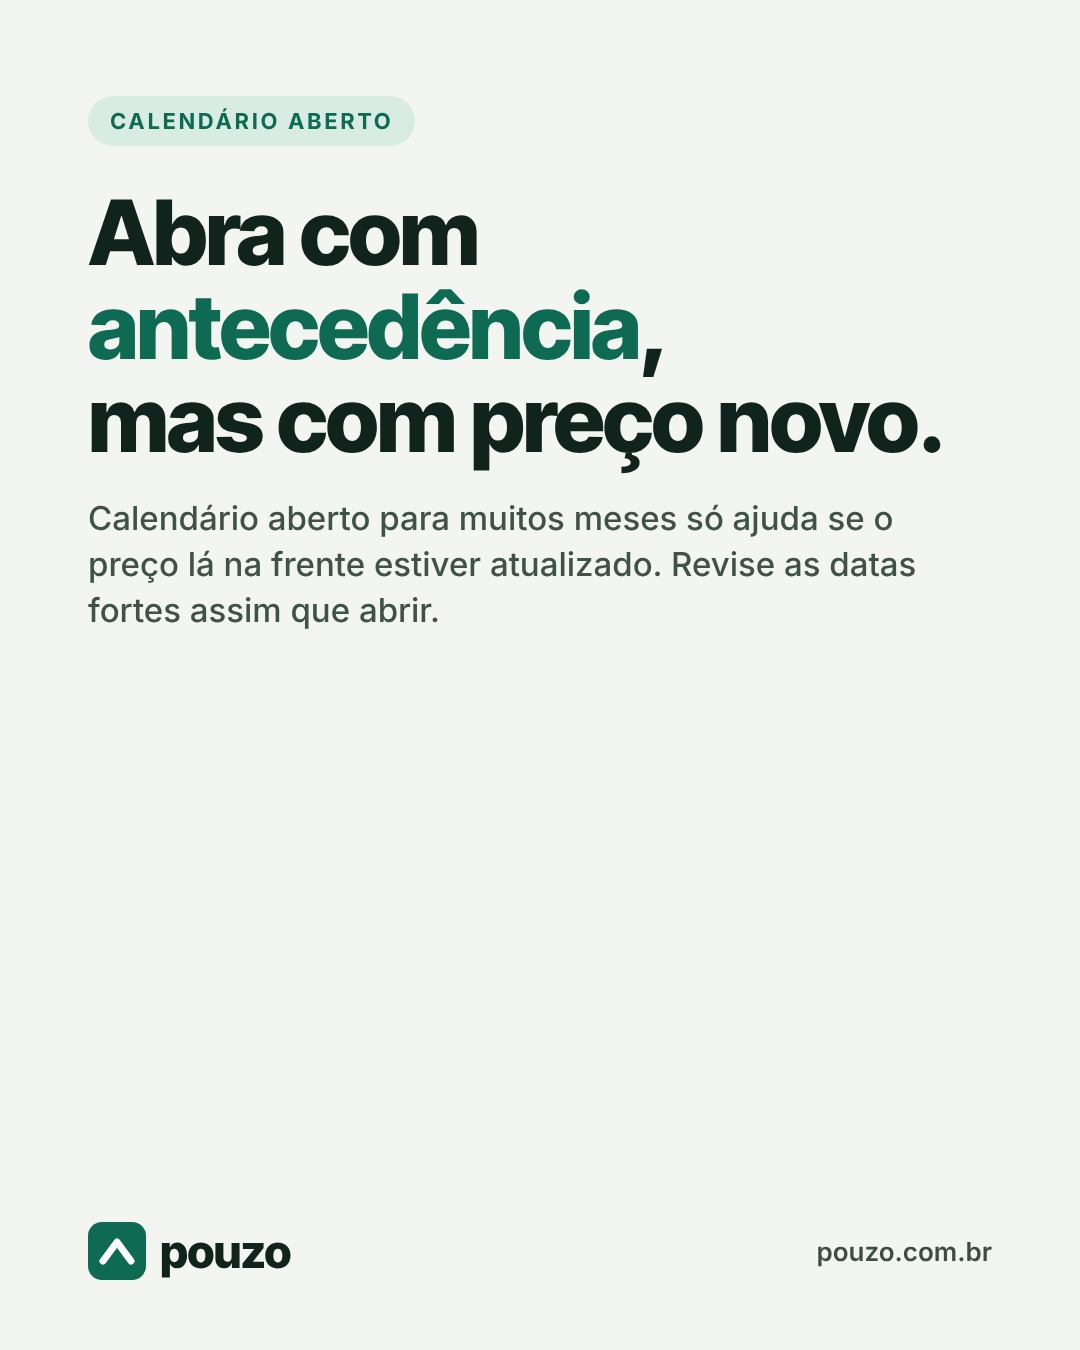 CALENDÁRIO ABERTO
Abra com
antecedência,
mas com preço novo.
Calendário aberto para muitos meses só ajuda se o
preço lá na frente estiver atualizado. Revise as datas
fortes assim que abrir.
pouzo
pouzo.com.br